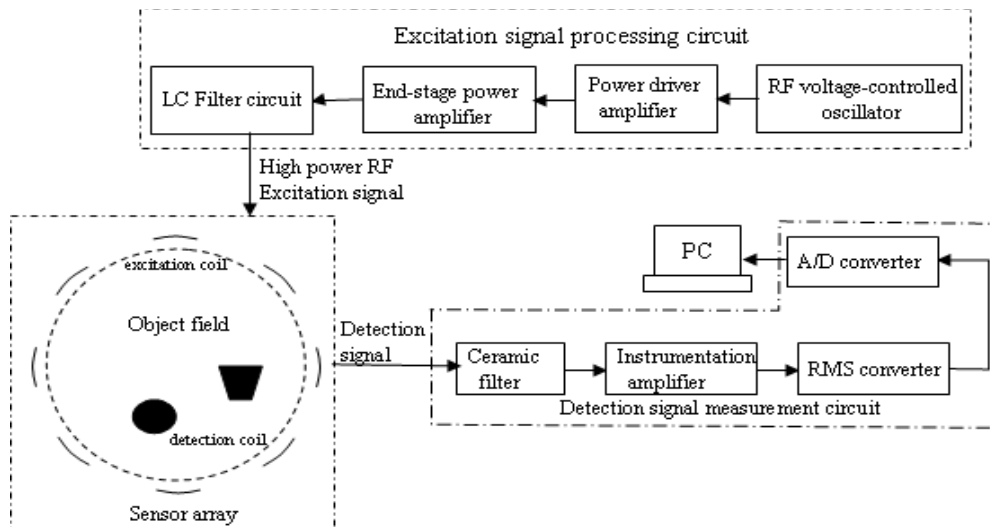 Excitation signal processing circuit
LC Filter circuit
End-stage power
amplifier
Power driver
amplifier
RF voltage-controlled
oscillator
High power RF
Excitation signal
excitation coil
Object field
detection coil
Sensor array
Detection
signal
PC
A/D converter
Ceramic
filter
Instrumentation
amplifier
RMS converter
Detection signal measurement circuit